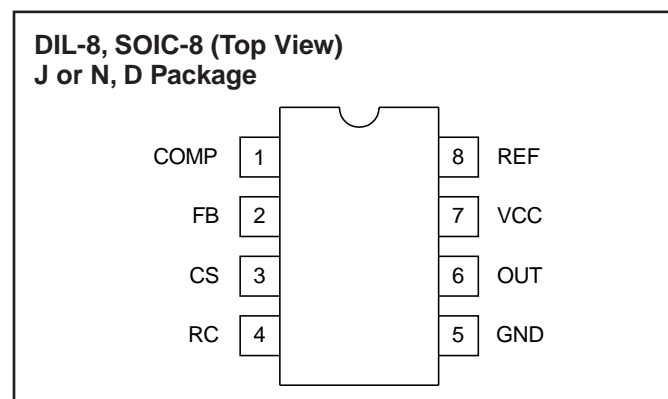 DIL-8, SOIC-8 (Top View)
J or N, D Package
COMP 1 8 REF
FB 2 7 VCC
CS 3 6 OUT
RC 4 5 GND